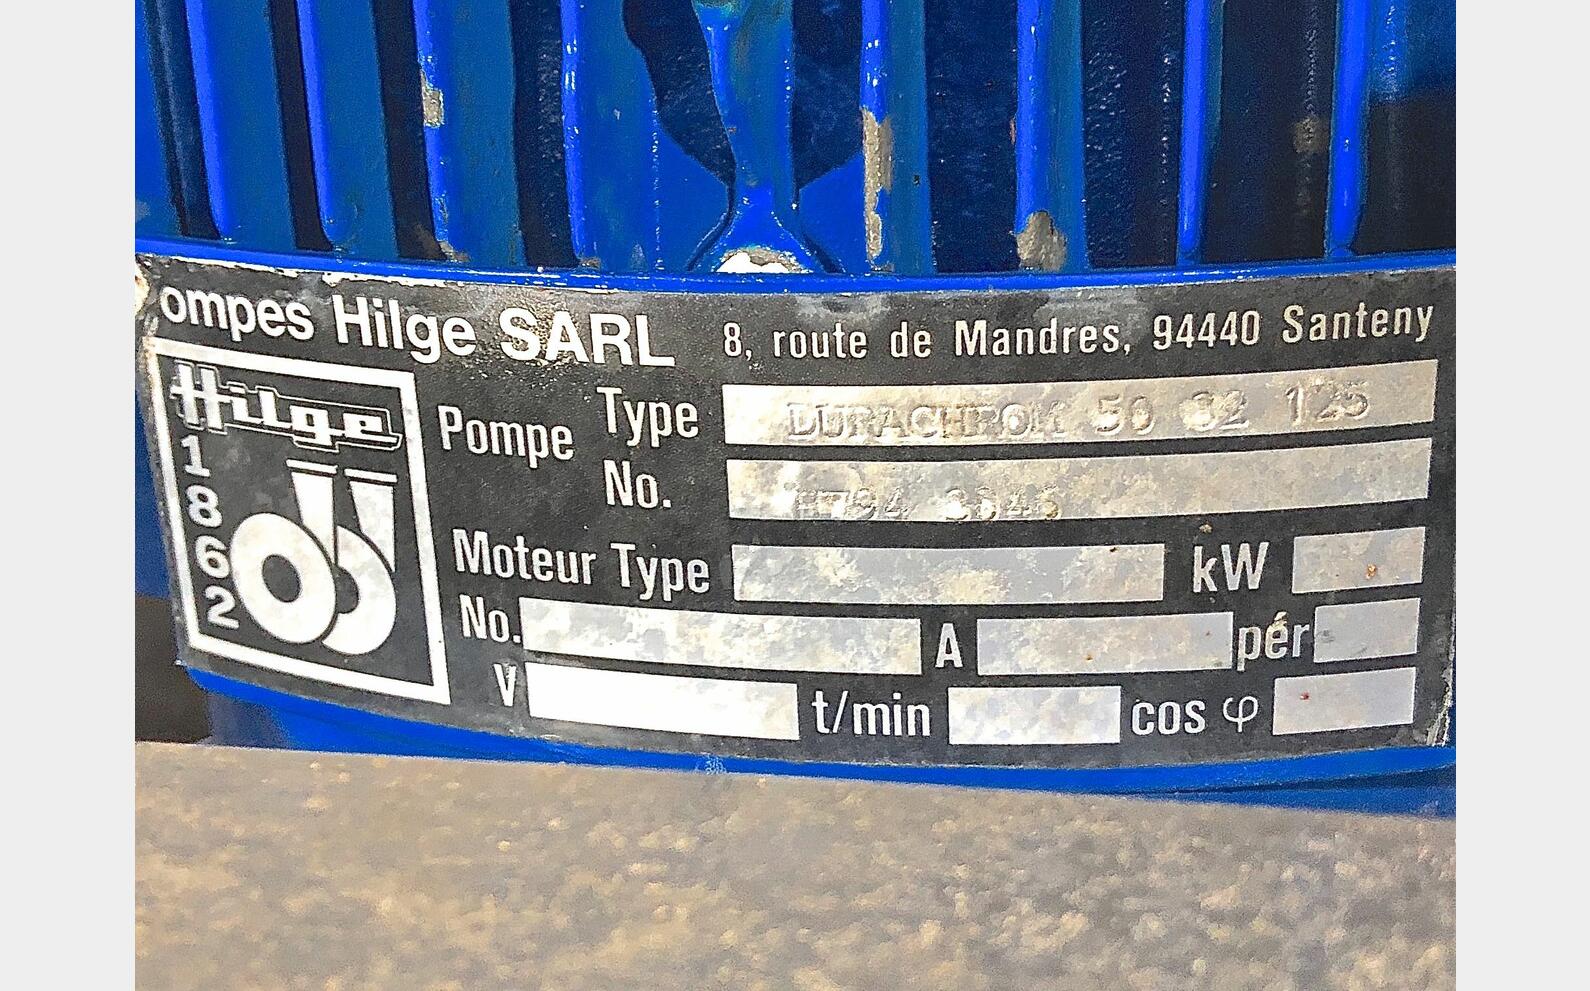 ompes Hilge SARL 8, route de Mandres, 94440 Santeny
Hilge
1862
Pompe Type DURACHROM 50 32 125
No.
Moteur Type kW
No. A pér
V t/min cos φ